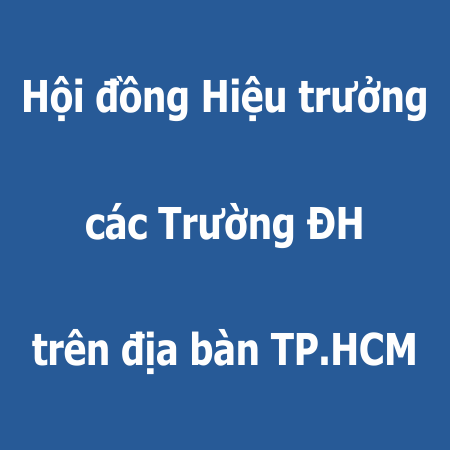 Hội đồng Hiệu trưởng
các Trường ĐH
trên địa bàn TP.HCM